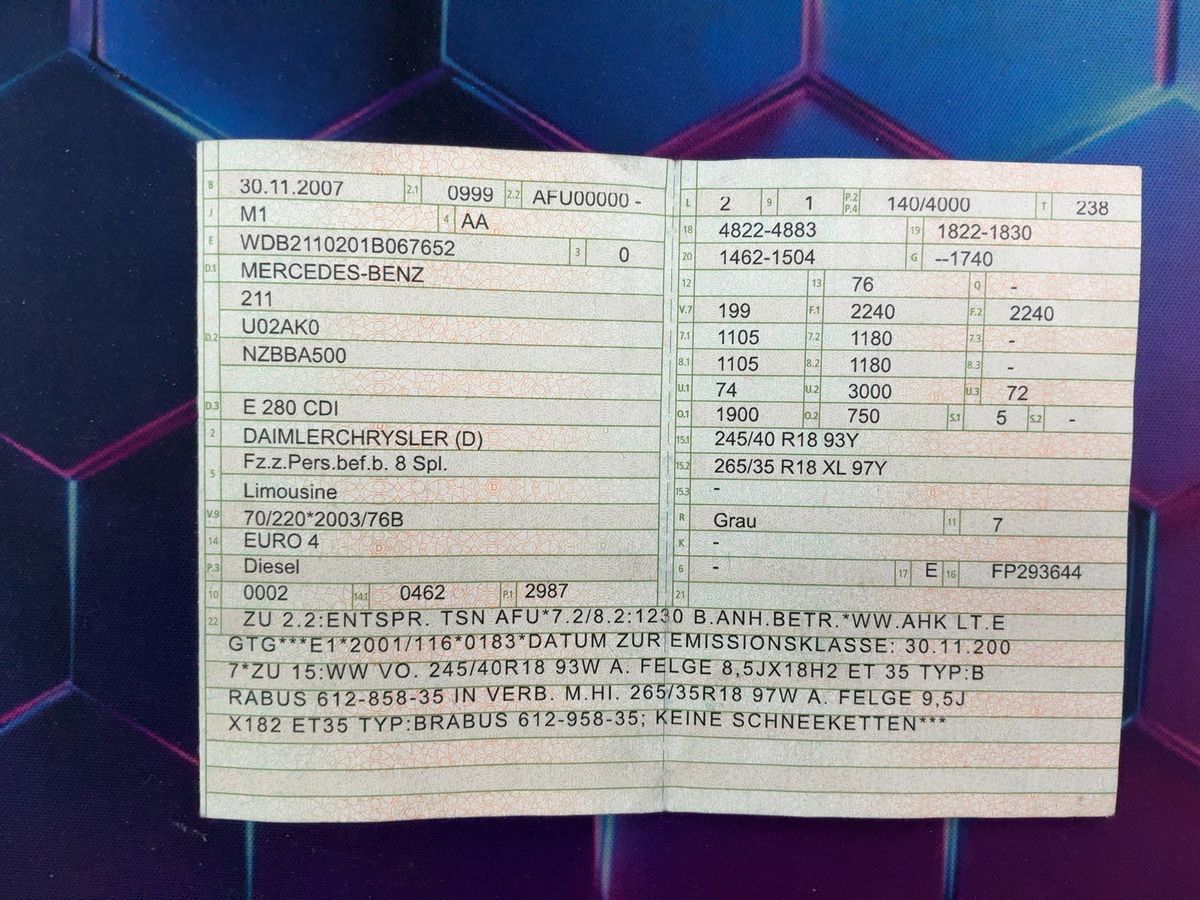 B 30.11.2007 2.1 0999 2.2 AFU00000 -
J M1 4 AA
E WDB2110201B067652 3 0
D.1 MERCEDES-BENZ
211
D.2 U02AK0
NZBBA500
D.3 E 280 CDI
2 DAIMLERCHRYSLER (D)
5 Fz.z.Pers.bef.b. 8 Spl.
Limousine
V.9 70/220*2003/76B
14 EURO 4
P.3 Diesel
10 0002 14.1 0462 P.1 2987
L 2 9 1 P.2 P.4 140/4000 T 238
18 4822-4883 19 1822-1830
20 1462-1504 G --1740
12 13 76 Q -
V.7 199 F.1 2240 F.2 2240
7.1 1105 7.2 1180 7.3 -
8.1 1105 8.2 1180 8.3 -
U.1 74 U.2 3000 U.3 72
O.1 1900 O.2 750 S.1 5 S.2 -
15.1 245/40 R18 93Y
15.2 265/35 R18 XL 97Y
15.3 -
R Grau 11 7
K -
6 - 17 E 16 FP293644
21
22 ZU 2.2:ENTSPR. TSN AFU*7.2/8.2:1230 B.ANH.BETR.*WW.AHK LT.E
GTG***E1*2001/116*0183*DATUM ZUR EMISSIONSKLASSE: 30.11.200
7*ZU 15:WW VO. 245/40R18 93W A. FELGE 8,5JX18H2 ET 35 TYP:B
RABUS 612-858-35 IN VERB. M.HI. 265/35R18 97W A. FELGE 9,5J
X182 ET35 TYP:BRABUS 612-958-35; KEINE SCHNEEKETTEN***